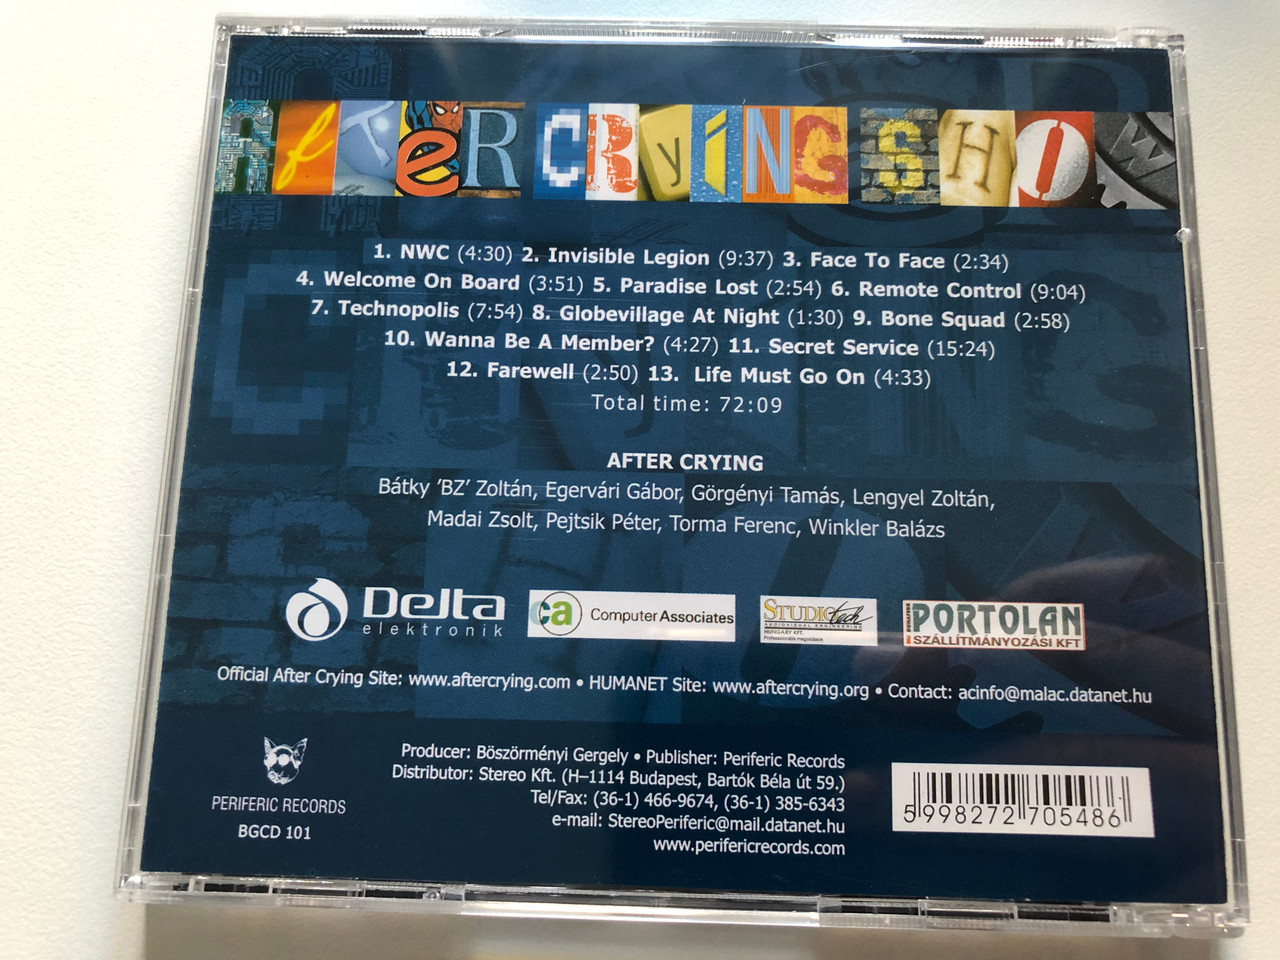 AFTER CRYING SHOW
1. NWC (4:30) 2. Invisible Legion (9:37) 3. Face To Face (2:34)
4. Welcome On Board (3:51) 5. Paradise Lost (2:54) 6. Remote Control (9:04)
7. Technopolis (7:54) 8. Globevillage At Night (1:30) 9. Bone Squad (2:58)
10. Wanna Be A Member? (4:27) 11. Secret Service (15:24)
12. Farewell (2:50) 13. Life Must Go On (4:33)
Total time: 72:09
AFTER CRYING
Bátky 'BZ' Zoltán, Egervári Gábor, Görgényi Tamás, Lengyel Zoltán,
Madai Zsolt, Pejtsik Péter, Torma Ferenc, Winkler Balázs
Delta
elektronik
ca Computer Associates
STUDIOtech
AUDIOVISUAL ENGINEERING
HUNGARY KFT.
Professzionális megoldások
PORTOLAN
SZÁLLÍTMÁNYOZÁSI KFT
Official After Crying Site: www.aftercrying.com • HUMANET Site: www.aftercrying.org • Contact: acinfo@malac.datanet.hu
PERIFERIC RECORDS
BGCD 101
Producer: Böszörményi Gergely • Publisher: Periferic Records
Distributor: Stereo Kft. (H–1114 Budapest, Bartók Béla út 59.)
Tel/Fax: (36-1) 466-9674, (36-1) 385-6343
e-mail: StereoPeriferic@mail.datanet.hu
www.perifericrecords.com
5 998272 705486